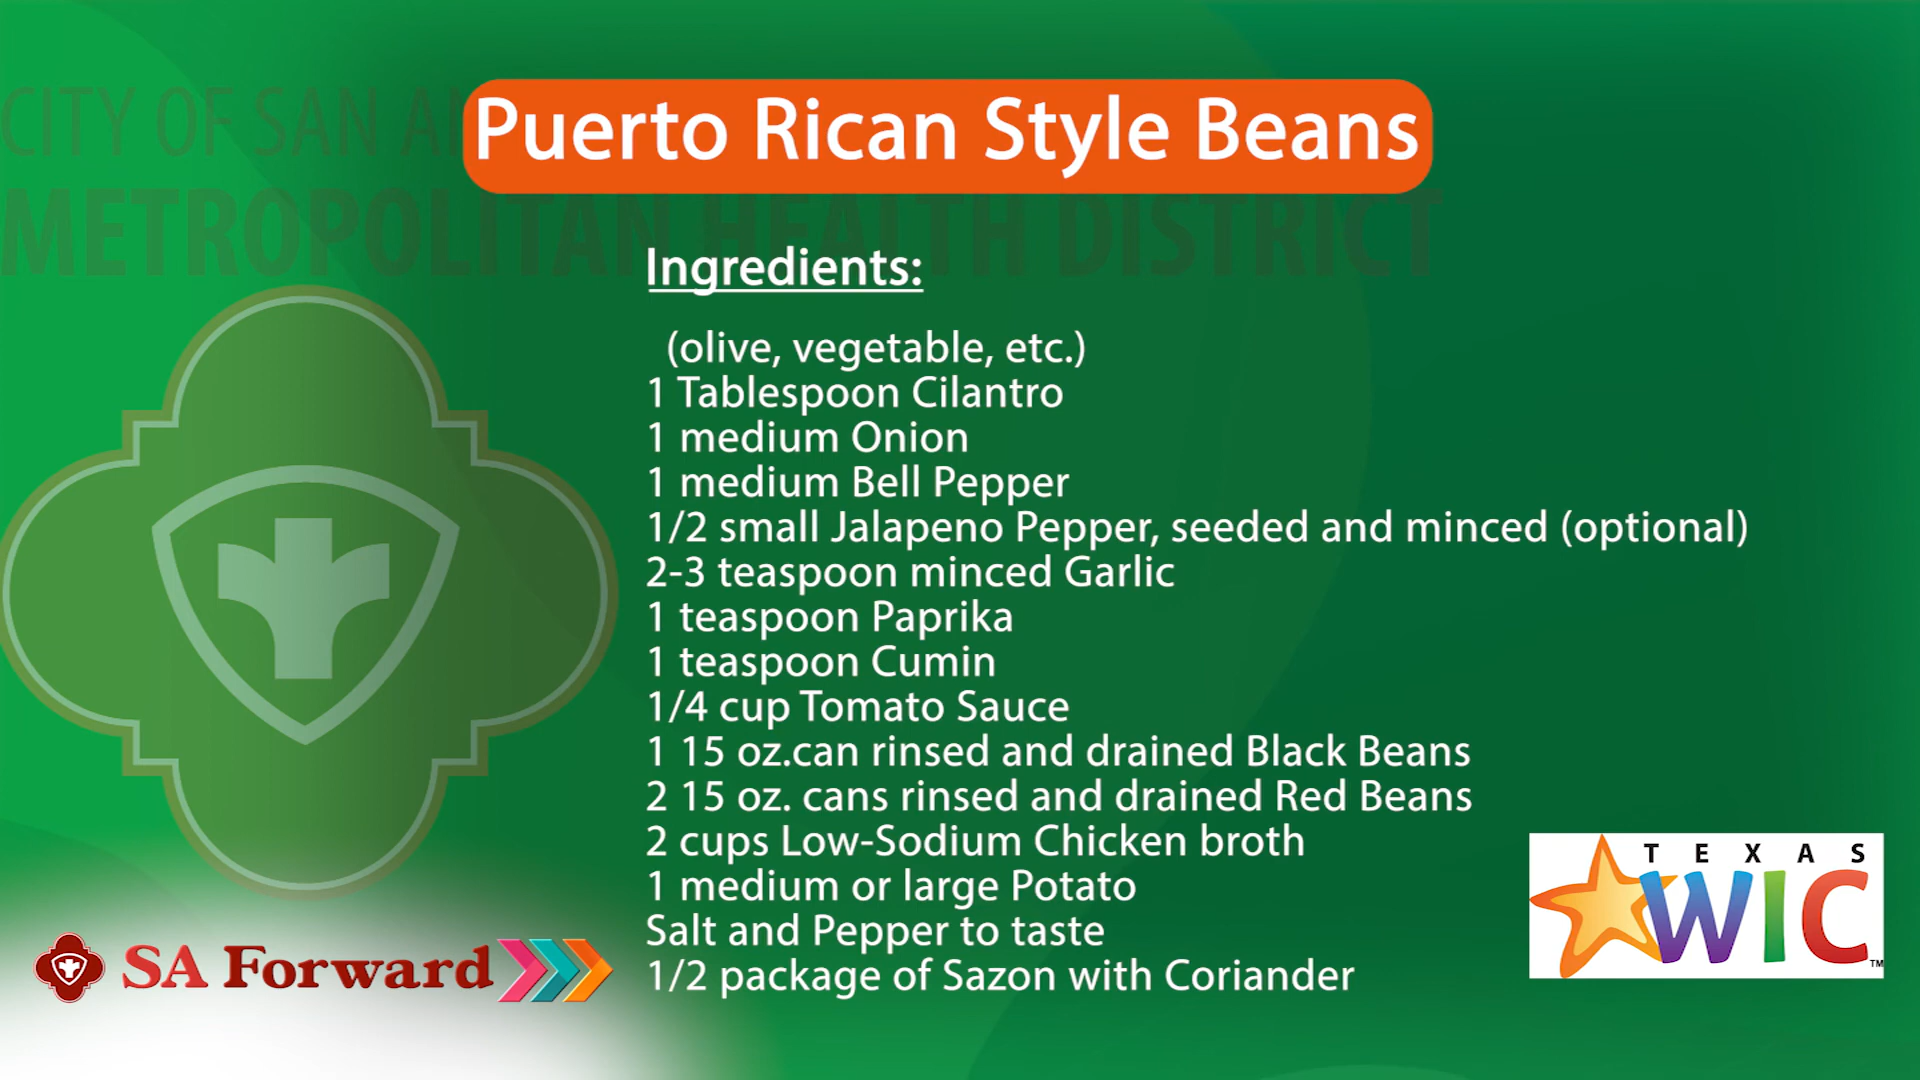 CITY OF SAN A
METROPOLITAN HEALTH DISTRICT
Puerto Rican Style Beans
Ingredients:
(olive, vegetable, etc.)
1 Tablespoon Cilantro
1 medium Onion
1 medium Bell Pepper
1/2 small Jalapeno Pepper, seeded and minced (optional)
2-3 teaspoon minced Garlic
1 teaspoon Paprika
1 teaspoon Cumin
1/4 cup Tomato Sauce
1 15 oz.can rinsed and drained Black Beans
2 15 oz. cans rinsed and drained Red Beans
2 cups Low-Sodium Chicken broth
1 medium or large Potato
Salt and Pepper to taste
1/2 package of Sazon with Coriander
SA Forward
TEXAS
WIC™